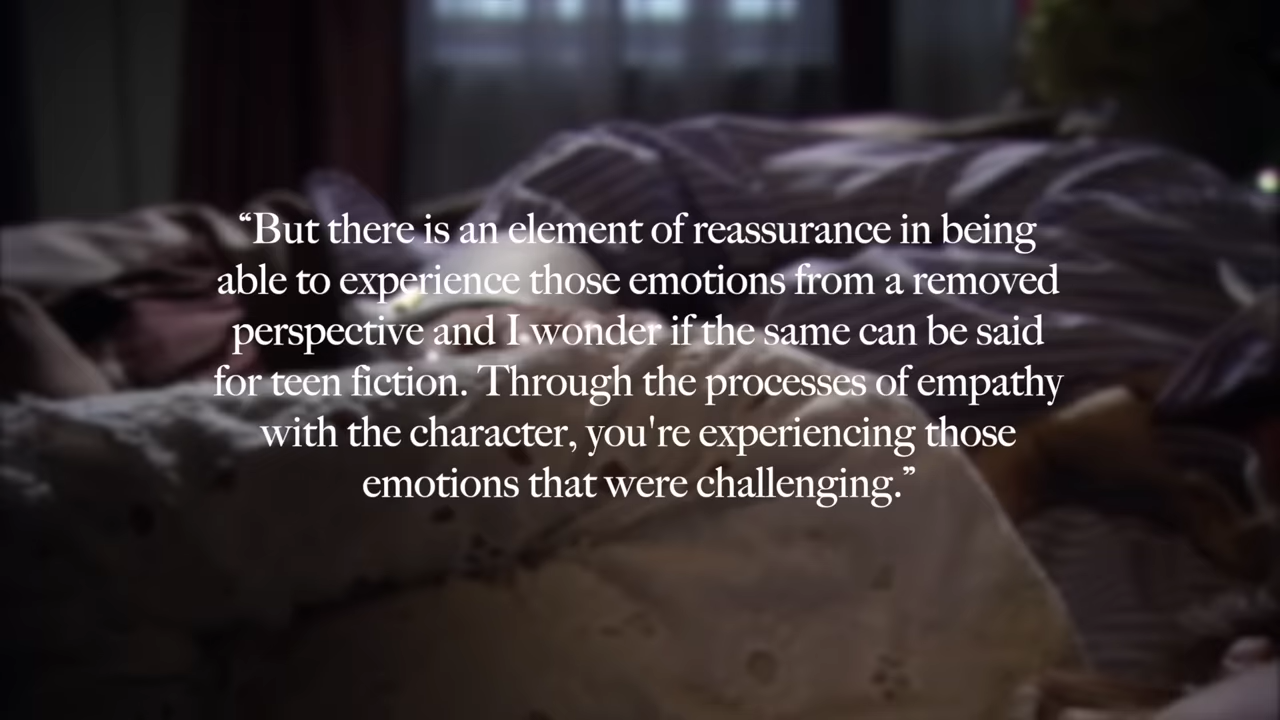 “But there is an element of reassurance in being
able to experience those emotions from a removed
perspective and I wonder if the same can be said
for teen fiction. Through the processes of empathy
with the character, you're experiencing those
emotions that were challenging.”